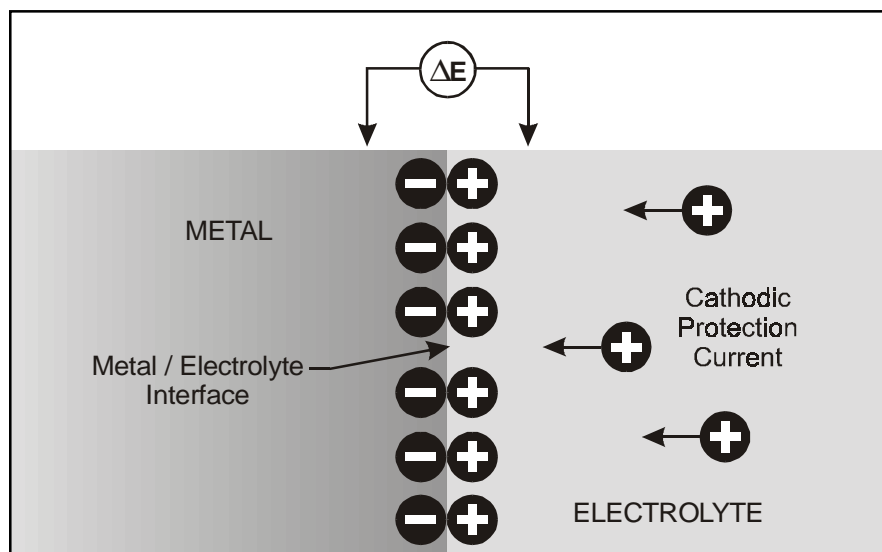 ΔE
METAL
Cathodic
Protection
Current
Metal / Electrolyte
Interface
ELECTROLYTE